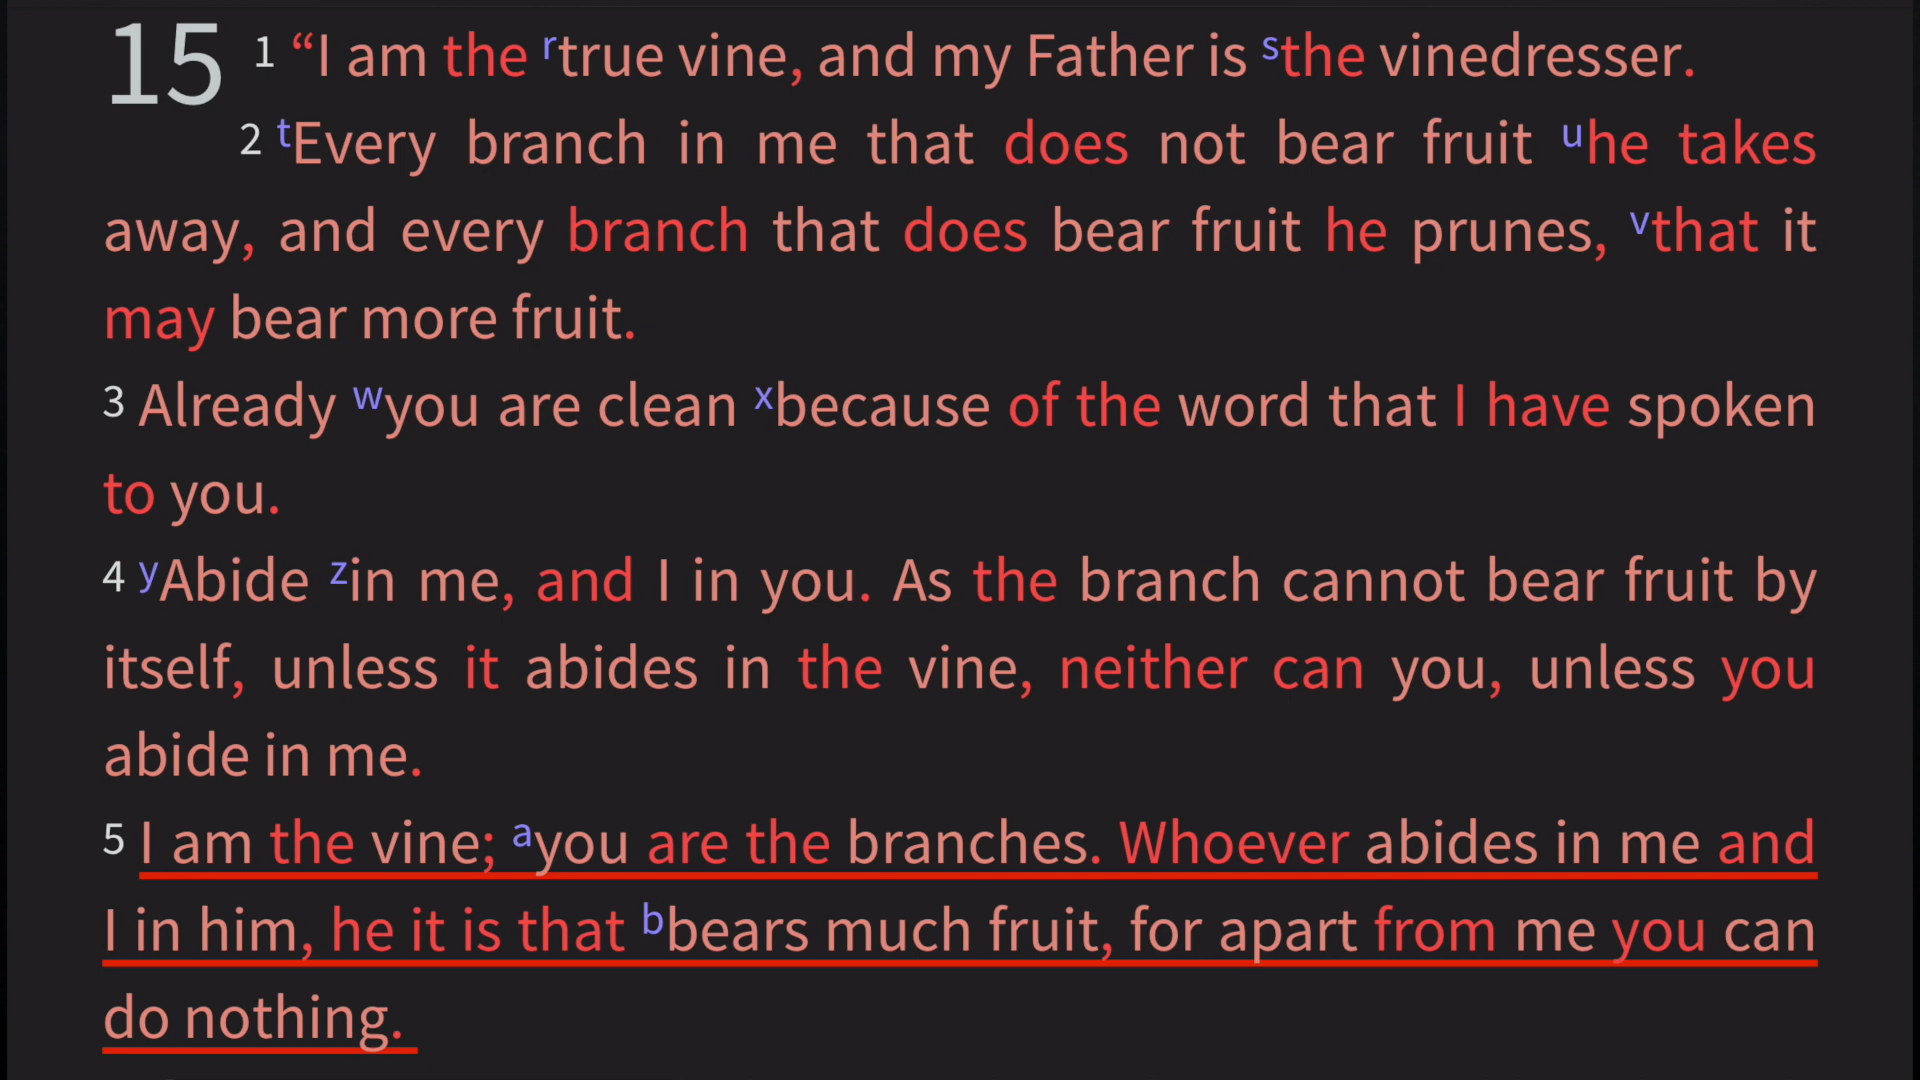 15 1 “I am the rtrue vine, and my Father is sthe vinedresser.
2 tEvery branch in me that does not bear fruit uhe takes
away, and every branch that does bear fruit he prunes, vthat it
may bear more fruit.
3 Already wyou are clean xbecause of the word that I have spoken
to you.
4 yAbide zin me, and I in you. As the branch cannot bear fruit by
itself, unless it abides in the vine, neither can you, unless you
abide in me.
5 I am the vine; ayou are the branches. Whoever abides in me and
I in him, he it is that bbears much fruit, for apart from me you can
do nothing.